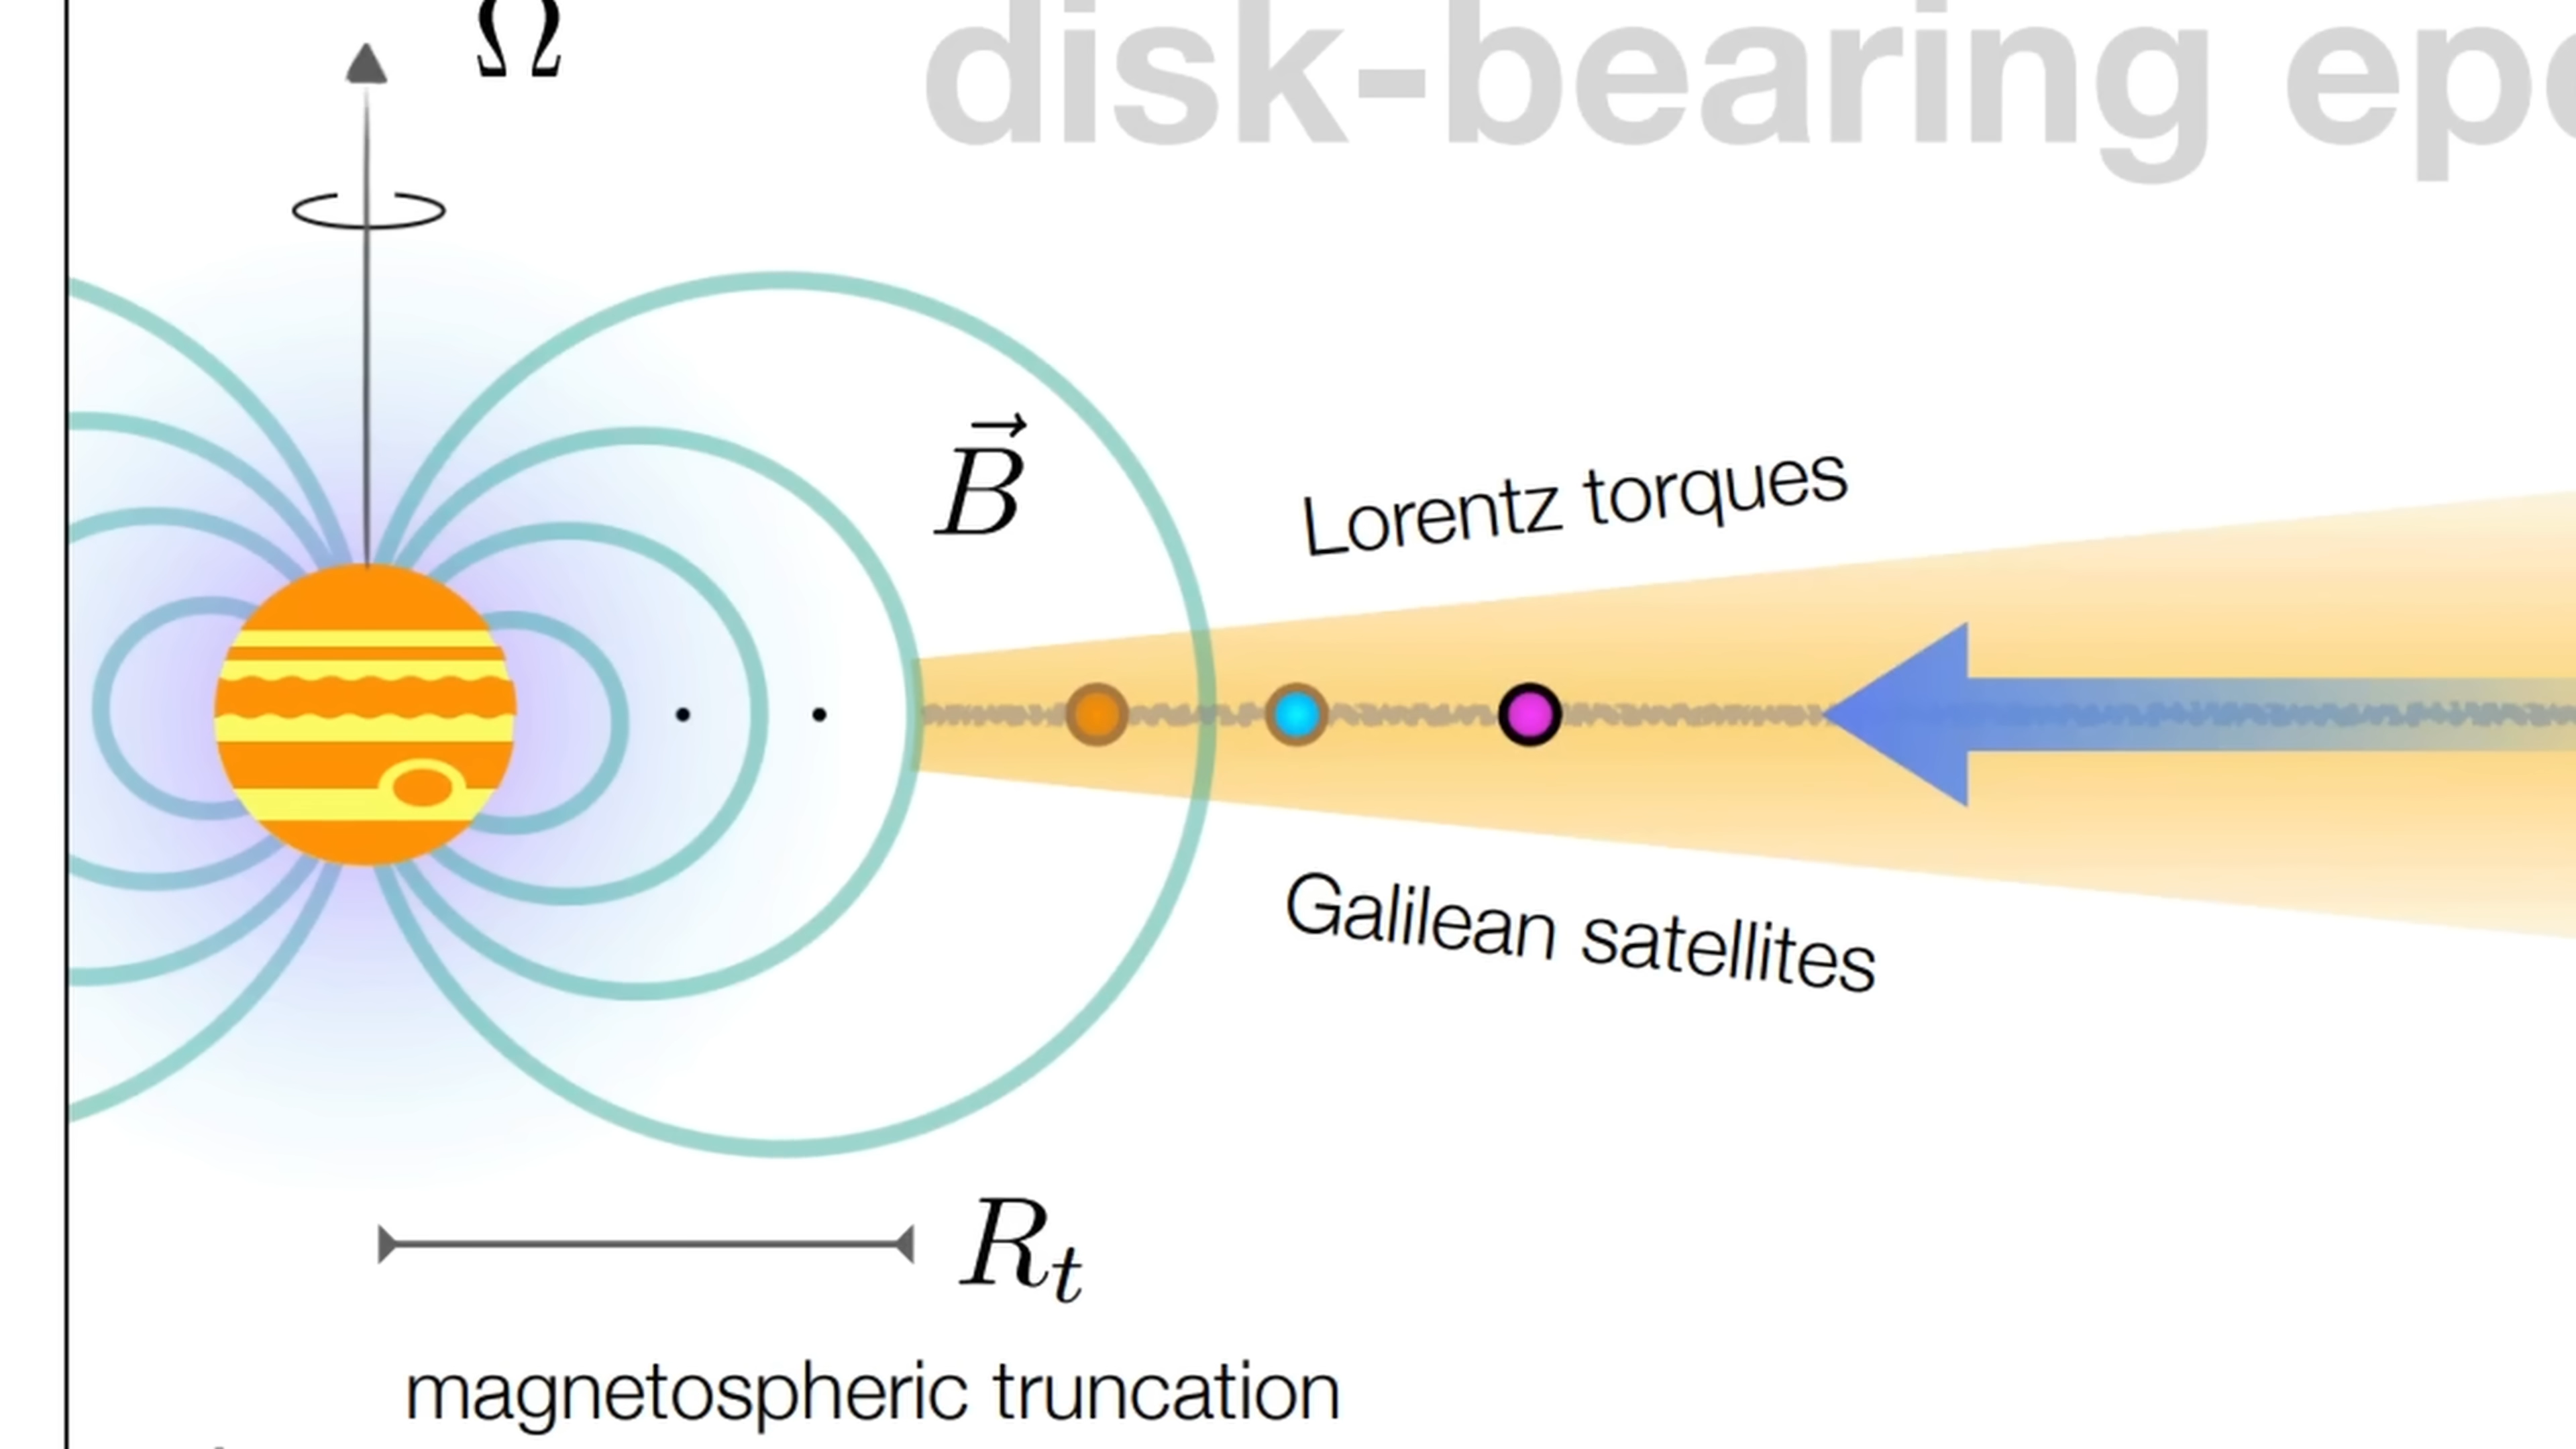 Ω
disk-bearing
B⃗
Lorentz torques
Galilean satellites
Rₜ
magnetospheric truncation